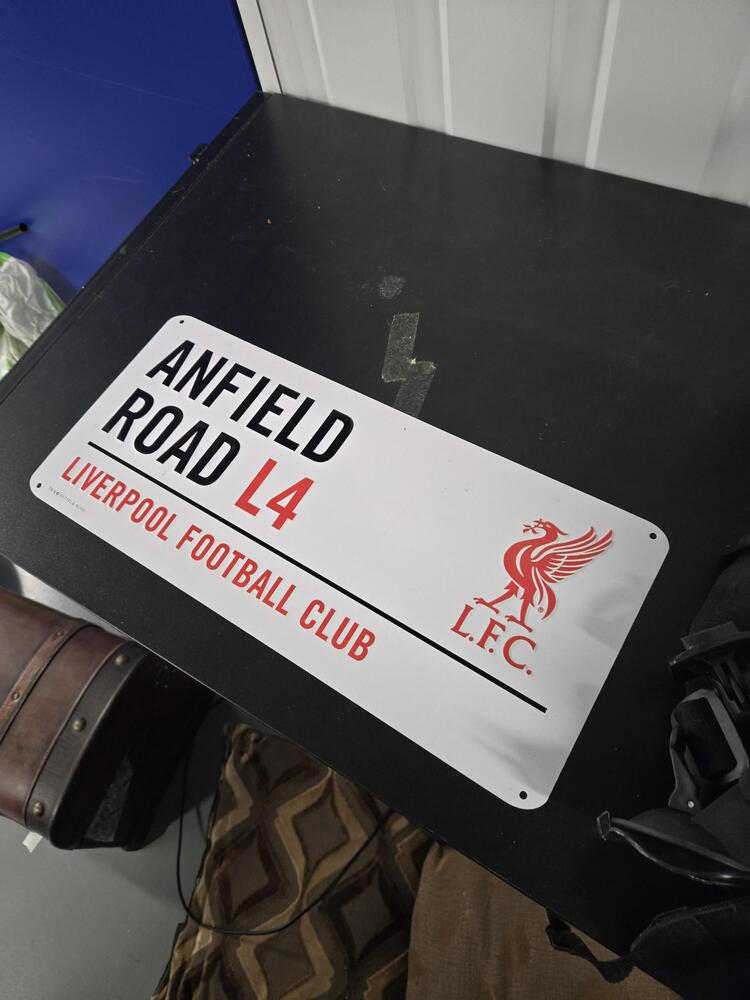 ANFIELD
ROAD L4
LIVERPOOL FOOTBALL CLUB
L.F.C.